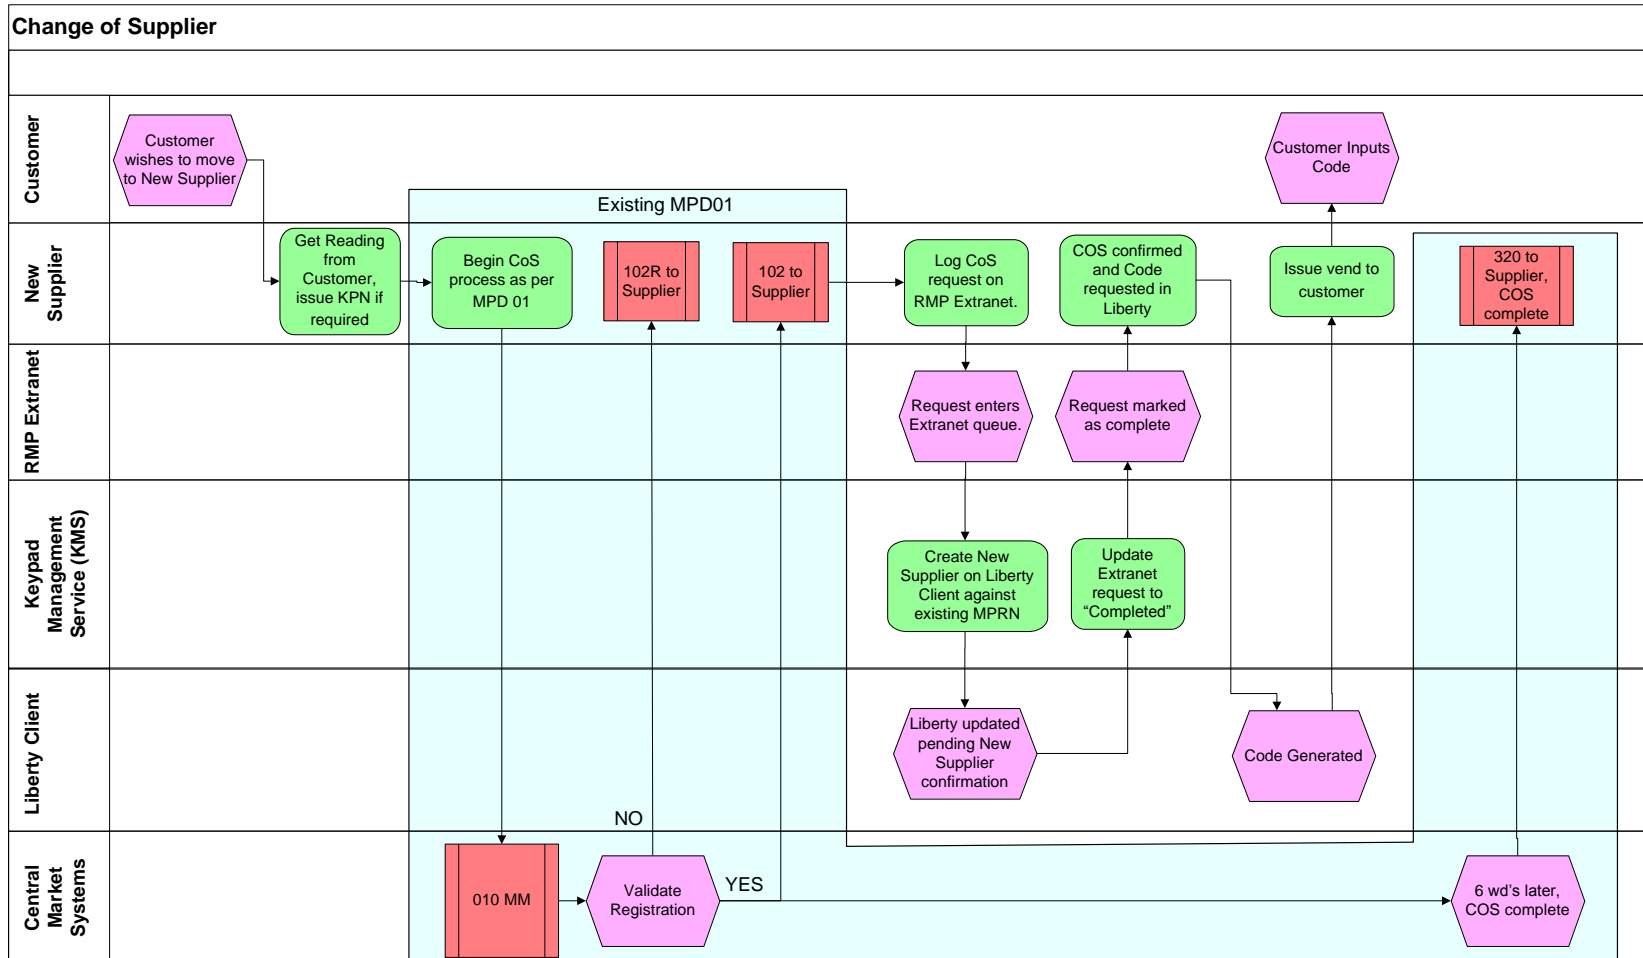 Change of Supplier
Customer
Customer
wishes to move
to New Supplier
Customer Inputs
Code
Existing MPD01
New
Supplier
Get Reading
from
Customer,
issue KPN if
required
Begin CoS
process as per
MPD 01
102R to
Supplier
102 to
Supplier
Log CoS
request on
RMP Extranet.
COS confirmed
and Code
requested in
Liberty
Issue vend to
customer
320 to
Supplier,
COS
complete
RMP Extranet
Request enters
Extranet queue.
Request marked
as complete
Keypad
Management
Service (KMS)
Create New
Supplier on Liberty
Client against
existing MPRN
Update
Extranet
request to
“Completed”
Liberty Client
Liberty updated
pending New
Supplier
confirmation
Code Generated
NO
Central
Market
Systems
010 MM
Validate
Registration
YES
6 wd's later,
COS complete